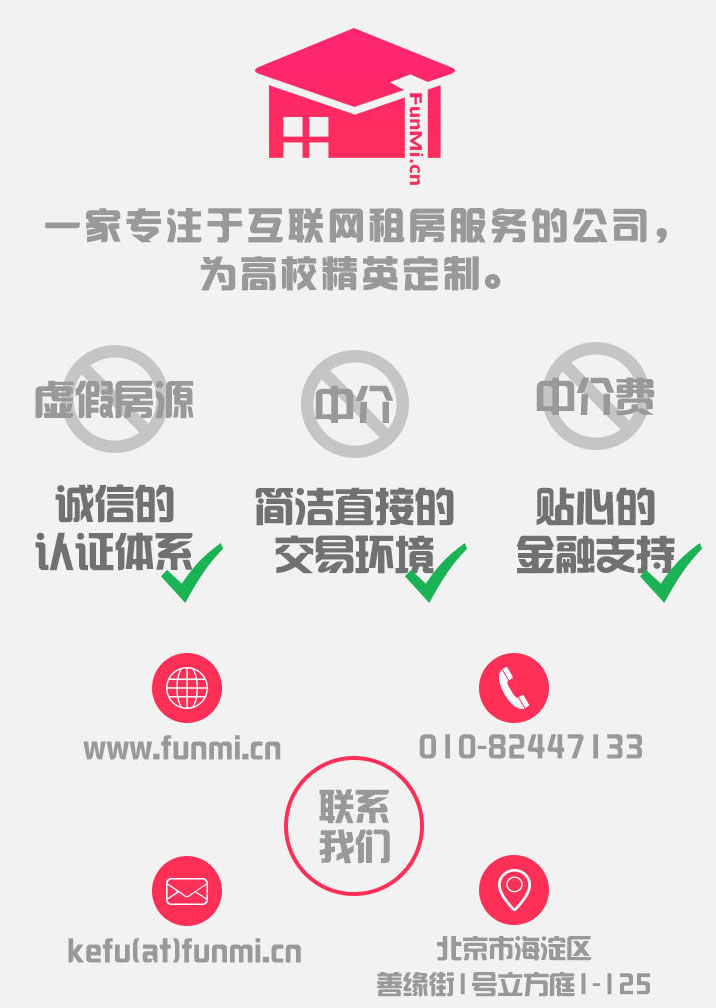 FunMi.cn
一家专注于互联网租房服务的公司，
为高校精英定制。
虚假房源
中介
中介费
诚信的
认证体系
简洁直接的
交易环境
贴心的
金融支持
www.funmi.cn
010-82447133
联系
我们
kefu(at)funmi.cn
北京市海淀区
善缘街1号立方庭1-125